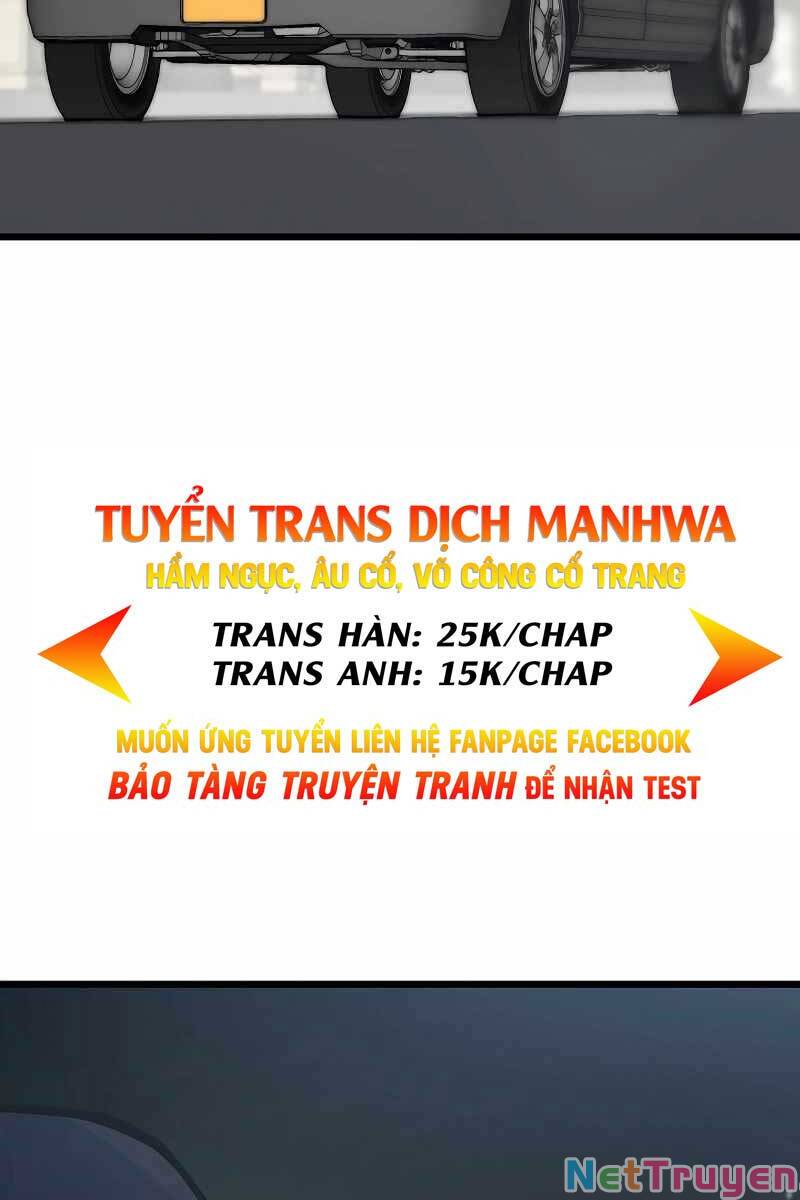 TUYỂN TRANS DỊCH MANHWA
HẦM NGỤC, ÂU CỔ, VÕ CÔNG CỔ TRANG
TRANS HÀN: 25K/CHAP
TRANS ANH: 15K/CHAP
MUỐN ỨNG TUYỂN LIÊN HỆ FANPAGE FACEBOOK
BẢO TÀNG TRUYỆN TRANH ĐỂ NHẬN TEST
NetTruyen